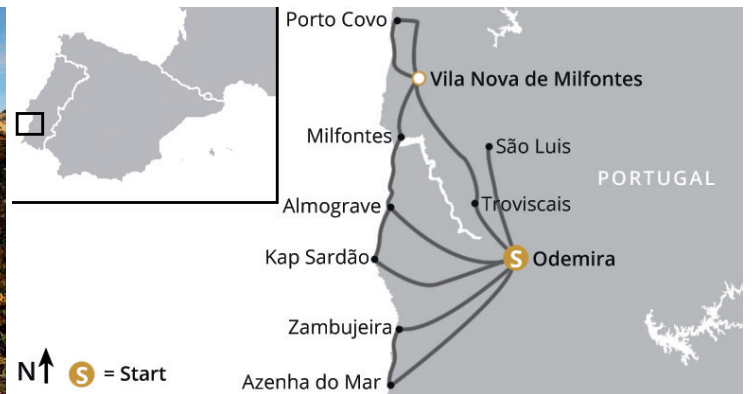 Porto Covo
Vila Nova de Milfontes
Milfontes
São Luis
PORTUGAL
Almograve
Troviscais
Kap Sardão
S Odemira
Zambujeira
N S = Start
Azenha do Mar